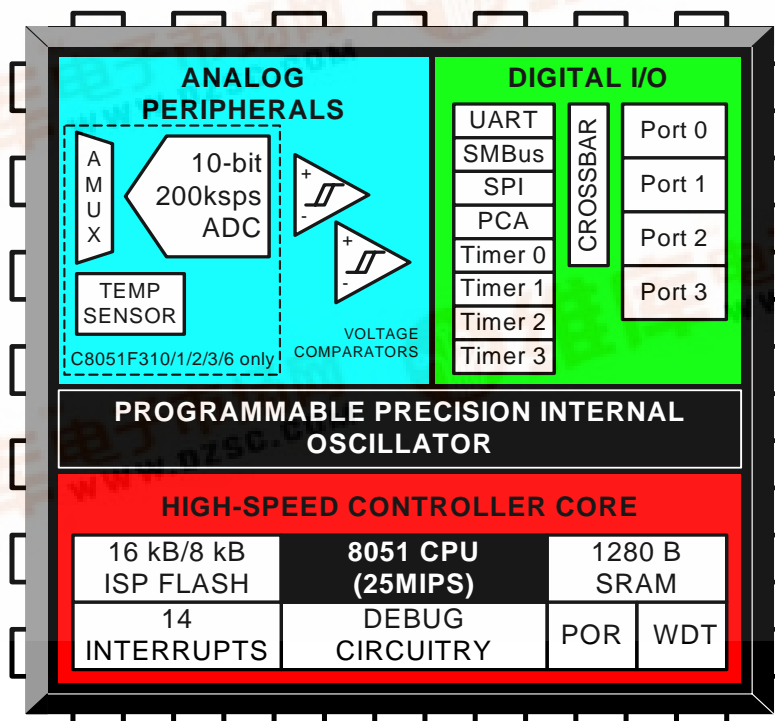 ANALOG
PERIPHERALS
A
M
U
X
10-bit
200ksps
ADC
+
-
+
-
TEMP
SENSOR
VOLTAGE
COMPARATORS
C8051F310/1/2/3/6 only
DIGITAL I/O
UART
SMBus
SPI
PCA
Timer 0
Timer 1
Timer 2
Timer 3
CROSSBAR
Port 0
Port 1
Port 2
Port 3
PROGRAMMABLE PRECISION INTERNAL
OSCILLATOR
HIGH-SPEED CONTROLLER CORE
16 kB/8 kB
ISP FLASH
8051 CPU
(25MIPS)
1280 B
SRAM
14
INTERRUPTS
DEBUG
CIRCUITRY
POR
WDT